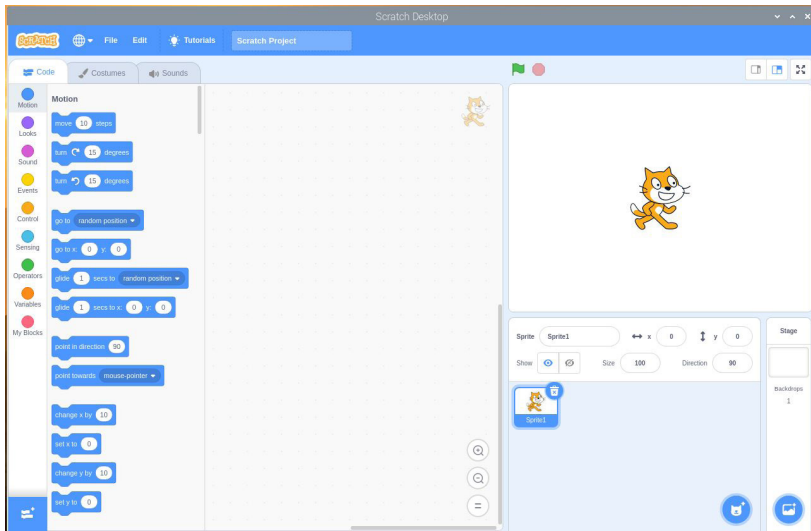 Scratch Desktop
SCRATCH File Edit Tutorials Scratch Project
Code Costumes Sounds
Motion
Looks
Sound
Events
Control
Sensing
Operators
Variables
My Blocks
Motion
move 10 steps
turn 15 degrees
turn 15 degrees
go to random position
go to x: 0 y: 0
glide 1 secs to random position
glide 1 secs to x: 0 y: 0
point in direction 90
point towards mouse-pointer
change x by 10
set x to 0
change y by 10
set y to 0
Sprite Sprite1 x 0 y 0
Show Size 100 Direction 90
Sprite1
Stage
Backdrops
1